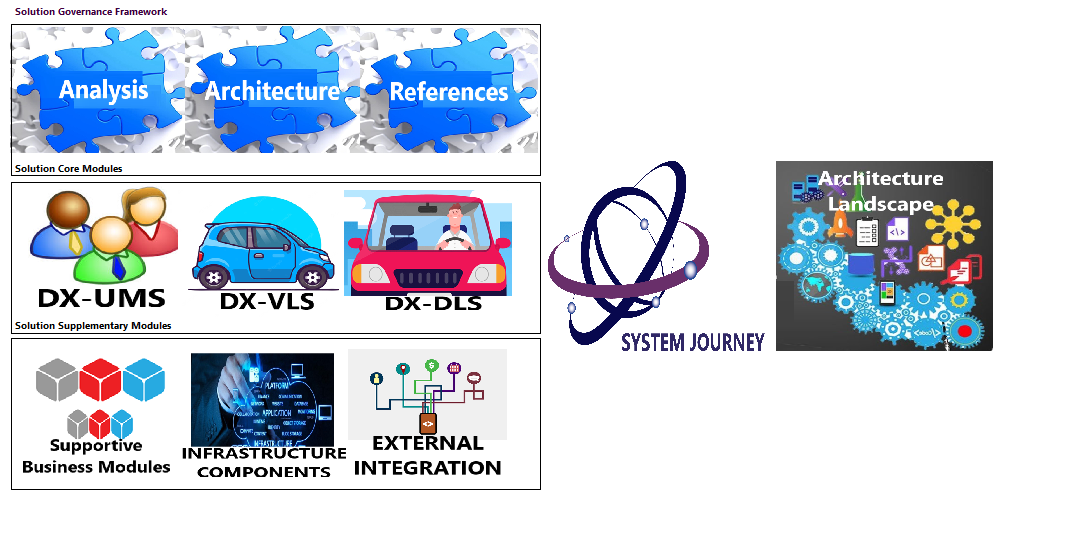 Solution Governance Framework
Analysis
Architecture
References
Solution Core Modules
DX-UMS
DX-VLS
DX-DLS
Solution Supplementary Modules
Supportive
Business Modules
PLATFORM
APPLICATION
INFRASTRUCTURE
INFRASTRUCTURE
COMPONENTS
EXTERNAL
INTEGRATION
SYSTEM JOURNEY
Architecture
Landscape